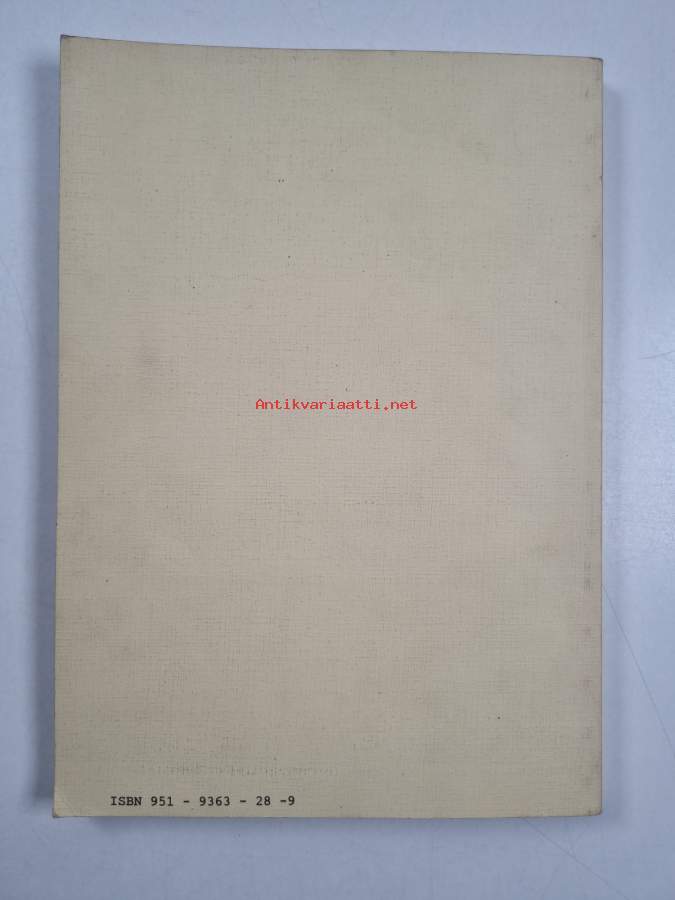 Antikvariaatti.net
ISBN 951 - 9363 - 28 -9